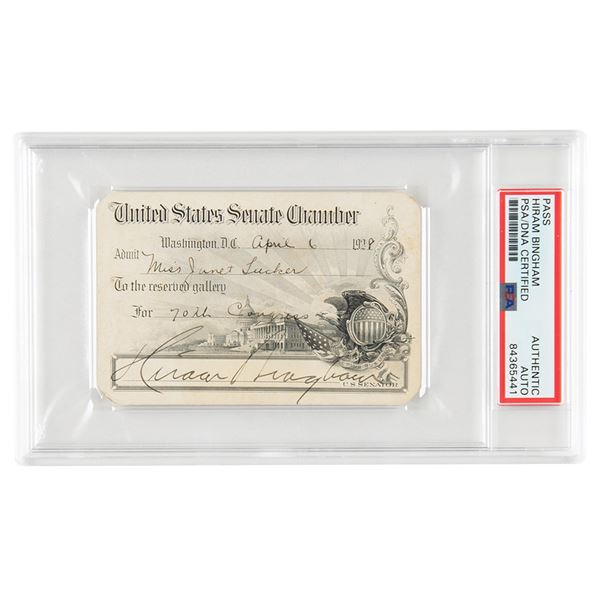 United States Senate Chamber
Washington, D.C. April 6 1928
Admit Miss Janet Tucker
To the reserved gallery
For 70th Congress
Hiram Bingham
U.S. SENATOR
PASS
HIRAM BINGHAM
PSA/DNA CERTIFIED
PSA
AUTHENTIC
AUTO
84365441